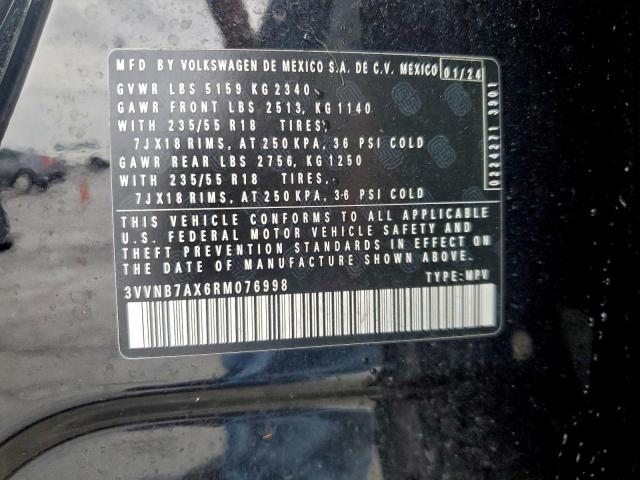 MFD BY VOLKSWAGEN DE MEXICO S.A. DE C.V. MEXICO 01/24
GVWR LBS 5159 KG 2340
GAWR FRONT LBS 2513, KG 1140
WITH 235/55 R18 TIRES,
7JX18 RIMS, AT 250 KPA, 36 PSI COLD
GAWR REAR LBS 2756, KG 1250
WITH 235/55 R18 TIRES,
7JX18 RIMS, AT 250 KPA, 36 PSI COLD
THIS VEHICLE CONFORMS TO ALL APPLICABLE
U.S. FEDERAL MOTOR VEHICLE SAFETY AND
THEFT PREVENTION STANDARDS IN EFFECT ON
THE DATE OF MANUFACTURE SHOWN ABOVE.
3VVNB7AX6RM076998 TYPE: MPV
0224221 3901